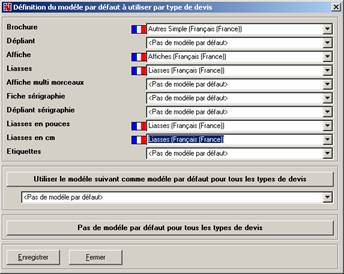 Définition du modèle par défaut à utiliser par type de devis
Brochure Autres Simple (Français (France))
Dépliant <Pas de modèle par défaut>
Affiche Affiches (Français (France))
Liasses Liasses (Français (France))
Affiche multi morceaux <Pas de modèle par défaut>
Fiche sérigraphie <Pas de modèle par défaut>
Dépliant sérigraphie <Pas de modèle par défaut>
Liasses en pouces Liasses (Français (France))
Liasses en cm Liasses (Français (France))
Etiquettes <Pas de modèle par défaut>
Utiliser le modèle suivant comme modèle par défaut pour tous les types de devis
<Pas de modèle par défaut>
Pas de modèle par défaut pour tous les types de devis
Enregistrer Fermer